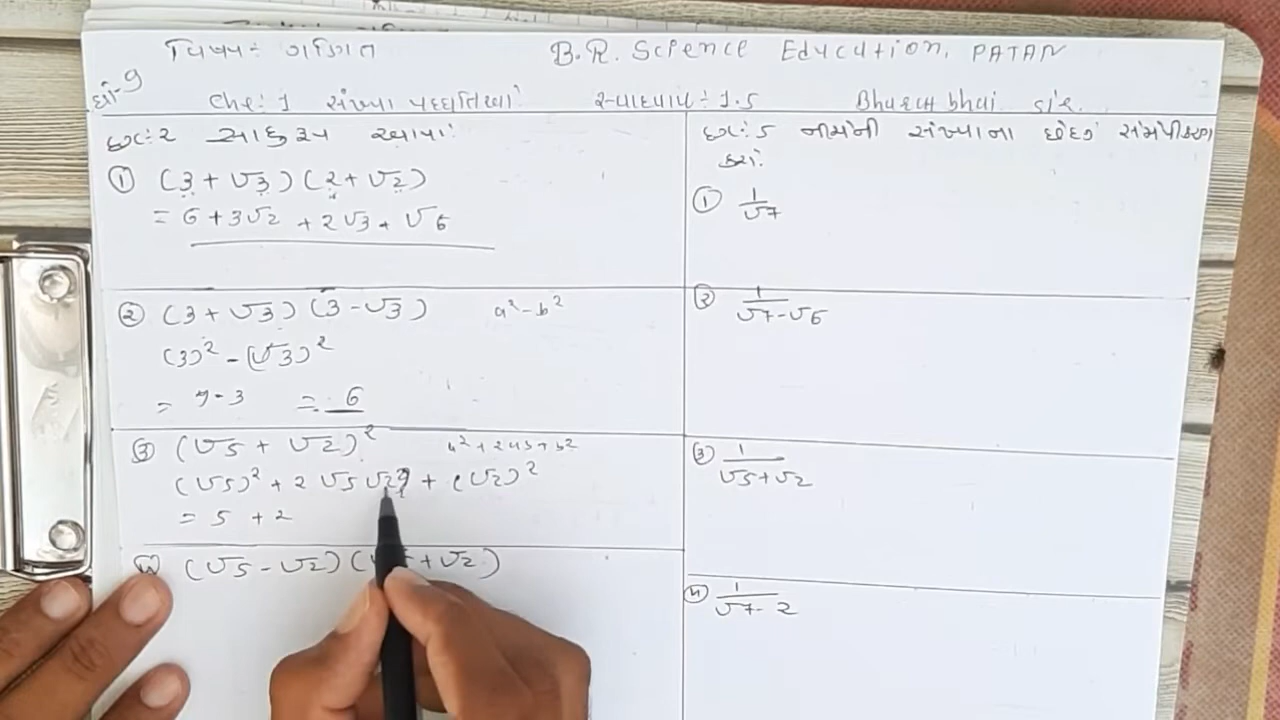 વિષય:- ગણિત B.R. Science Education, PATAN
ધો-9
Ch:-1 સંખ્યા પદ્ધતિઓ સ્વાધ્યાય:- 1.5 Bharat bhai sir.
પ્રશ્ન:-2 સાદુંરૂપ આપો:
① (3 + √3) (2 + √2)
= 6 + 3√2 + 2√3 + √6
② (3 + √3) (3 - √3) a² - b²
(3)² - (√3)²
= 9 - 3 = 6
③ (√5 + √2)² a² + 2ab + b²
(√5)² + 2 √5 √2 + (√2)²
= 5 + 2
(√5 - √2) ( + √2)
પ્રશ્ન:-5 નીચેની સંખ્યાના છેદનું સંમેયીકરણ
કરો:
① 1/√7
② 1/√7-√6
③ 1/√5+√2
④ 1/√7-2